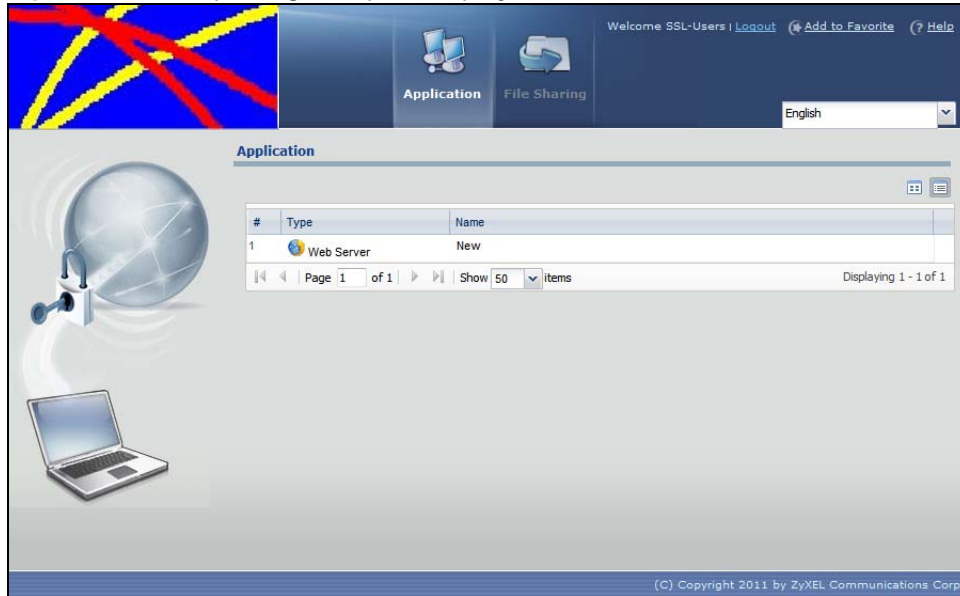 Welcome SSL-Users | Logout Add to Favorite ? Help
Application File Sharing
English
Application
# Type Name
1 Web Server New
Page 1 of 1 Show 50 items Displaying 1 - 1 of 1
(C) Copyright 2011 by ZyXEL Communications Corp